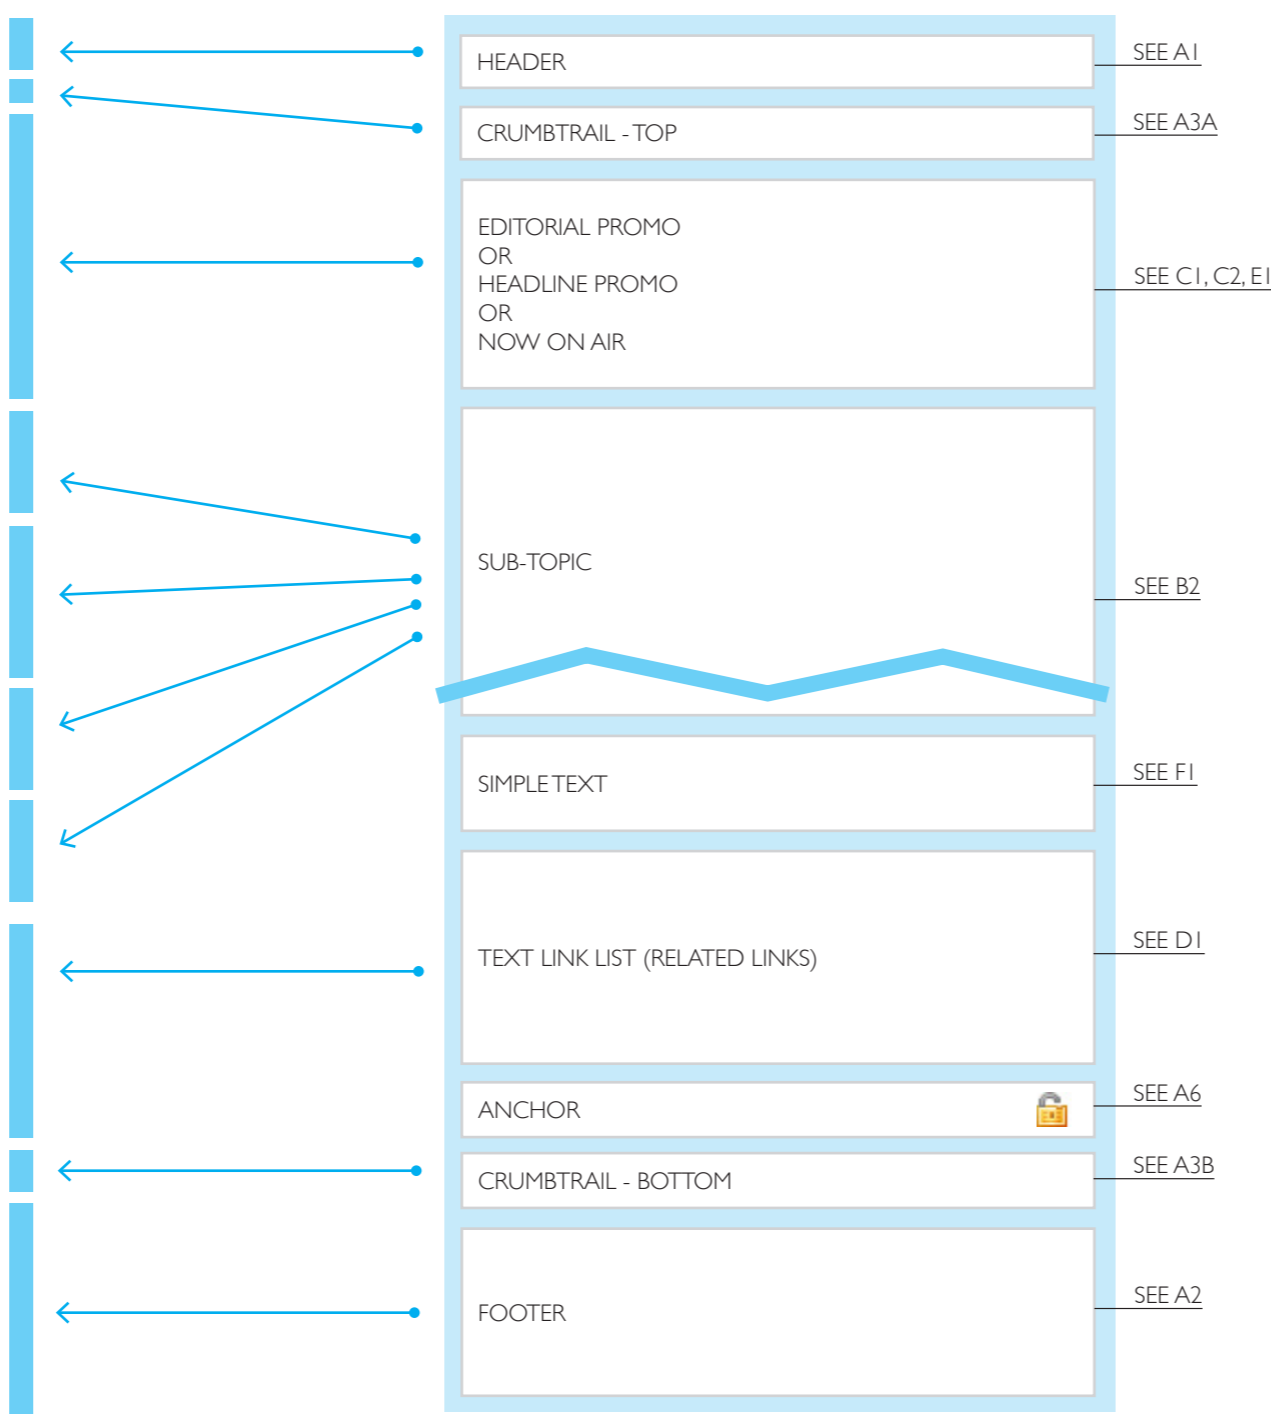 HEADER
SEE A1
CRUMBTRAIL - TOP
SEE A3A
EDITORIAL PROMO
OR
HEADLINE PROMO
OR
NOW ON AIR
SEE C1, C2, E1
SUB-TOPIC
SEE B2
SIMPLE TEXT
SEE F1
TEXT LINK LIST (RELATED LINKS)
SEE D1
ANCHOR
SEE A6
CRUMBTRAIL - BOTTOM
SEE A3B
FOOTER
SEE A2